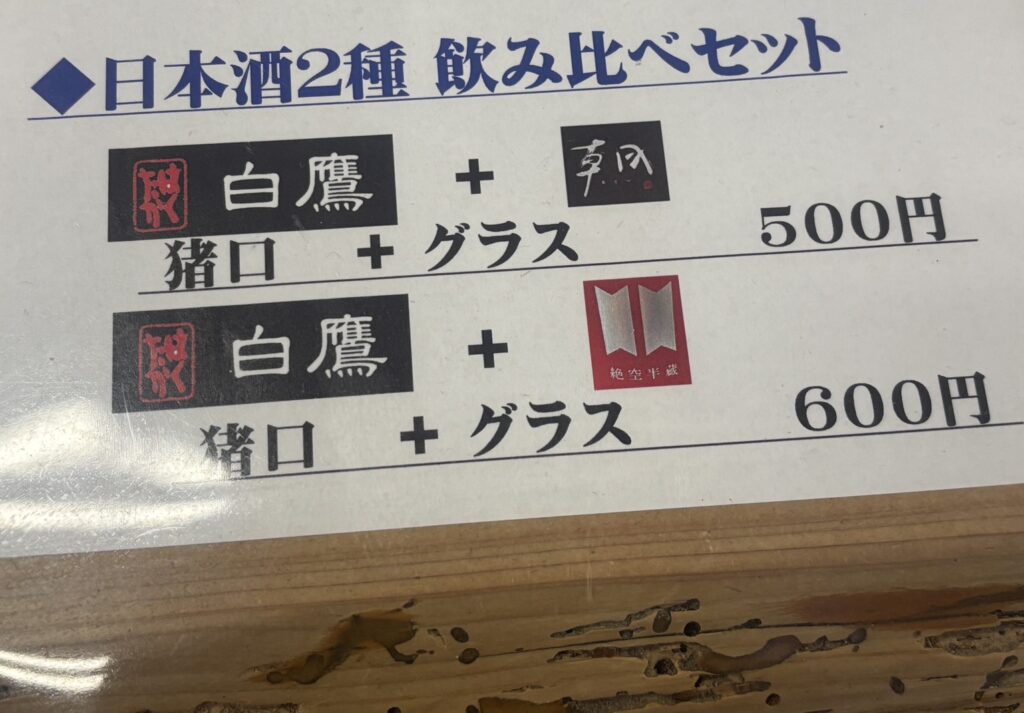 ◆日本酒2種 飲み比べセット
白鷹 +
猪口 + グラス 500円
白鷹 +
絶空半蔵
猪口 + グラス 600円